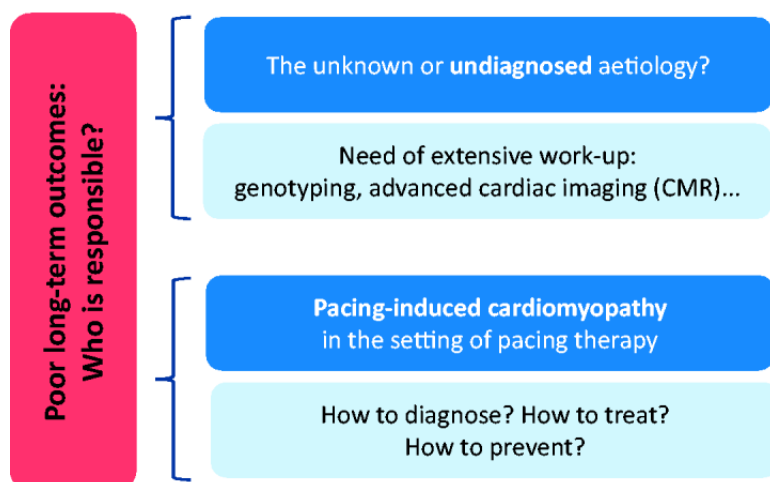 Poor long-term outcomes:
Who is responsible?
The unknown or undiagnosed aetiology?
Need of extensive work-up:
genotyping, advanced cardiac imaging (CMR)...
Pacing-induced cardiomyopathy
in the setting of pacing therapy
How to diagnose? How to treat?
How to prevent?